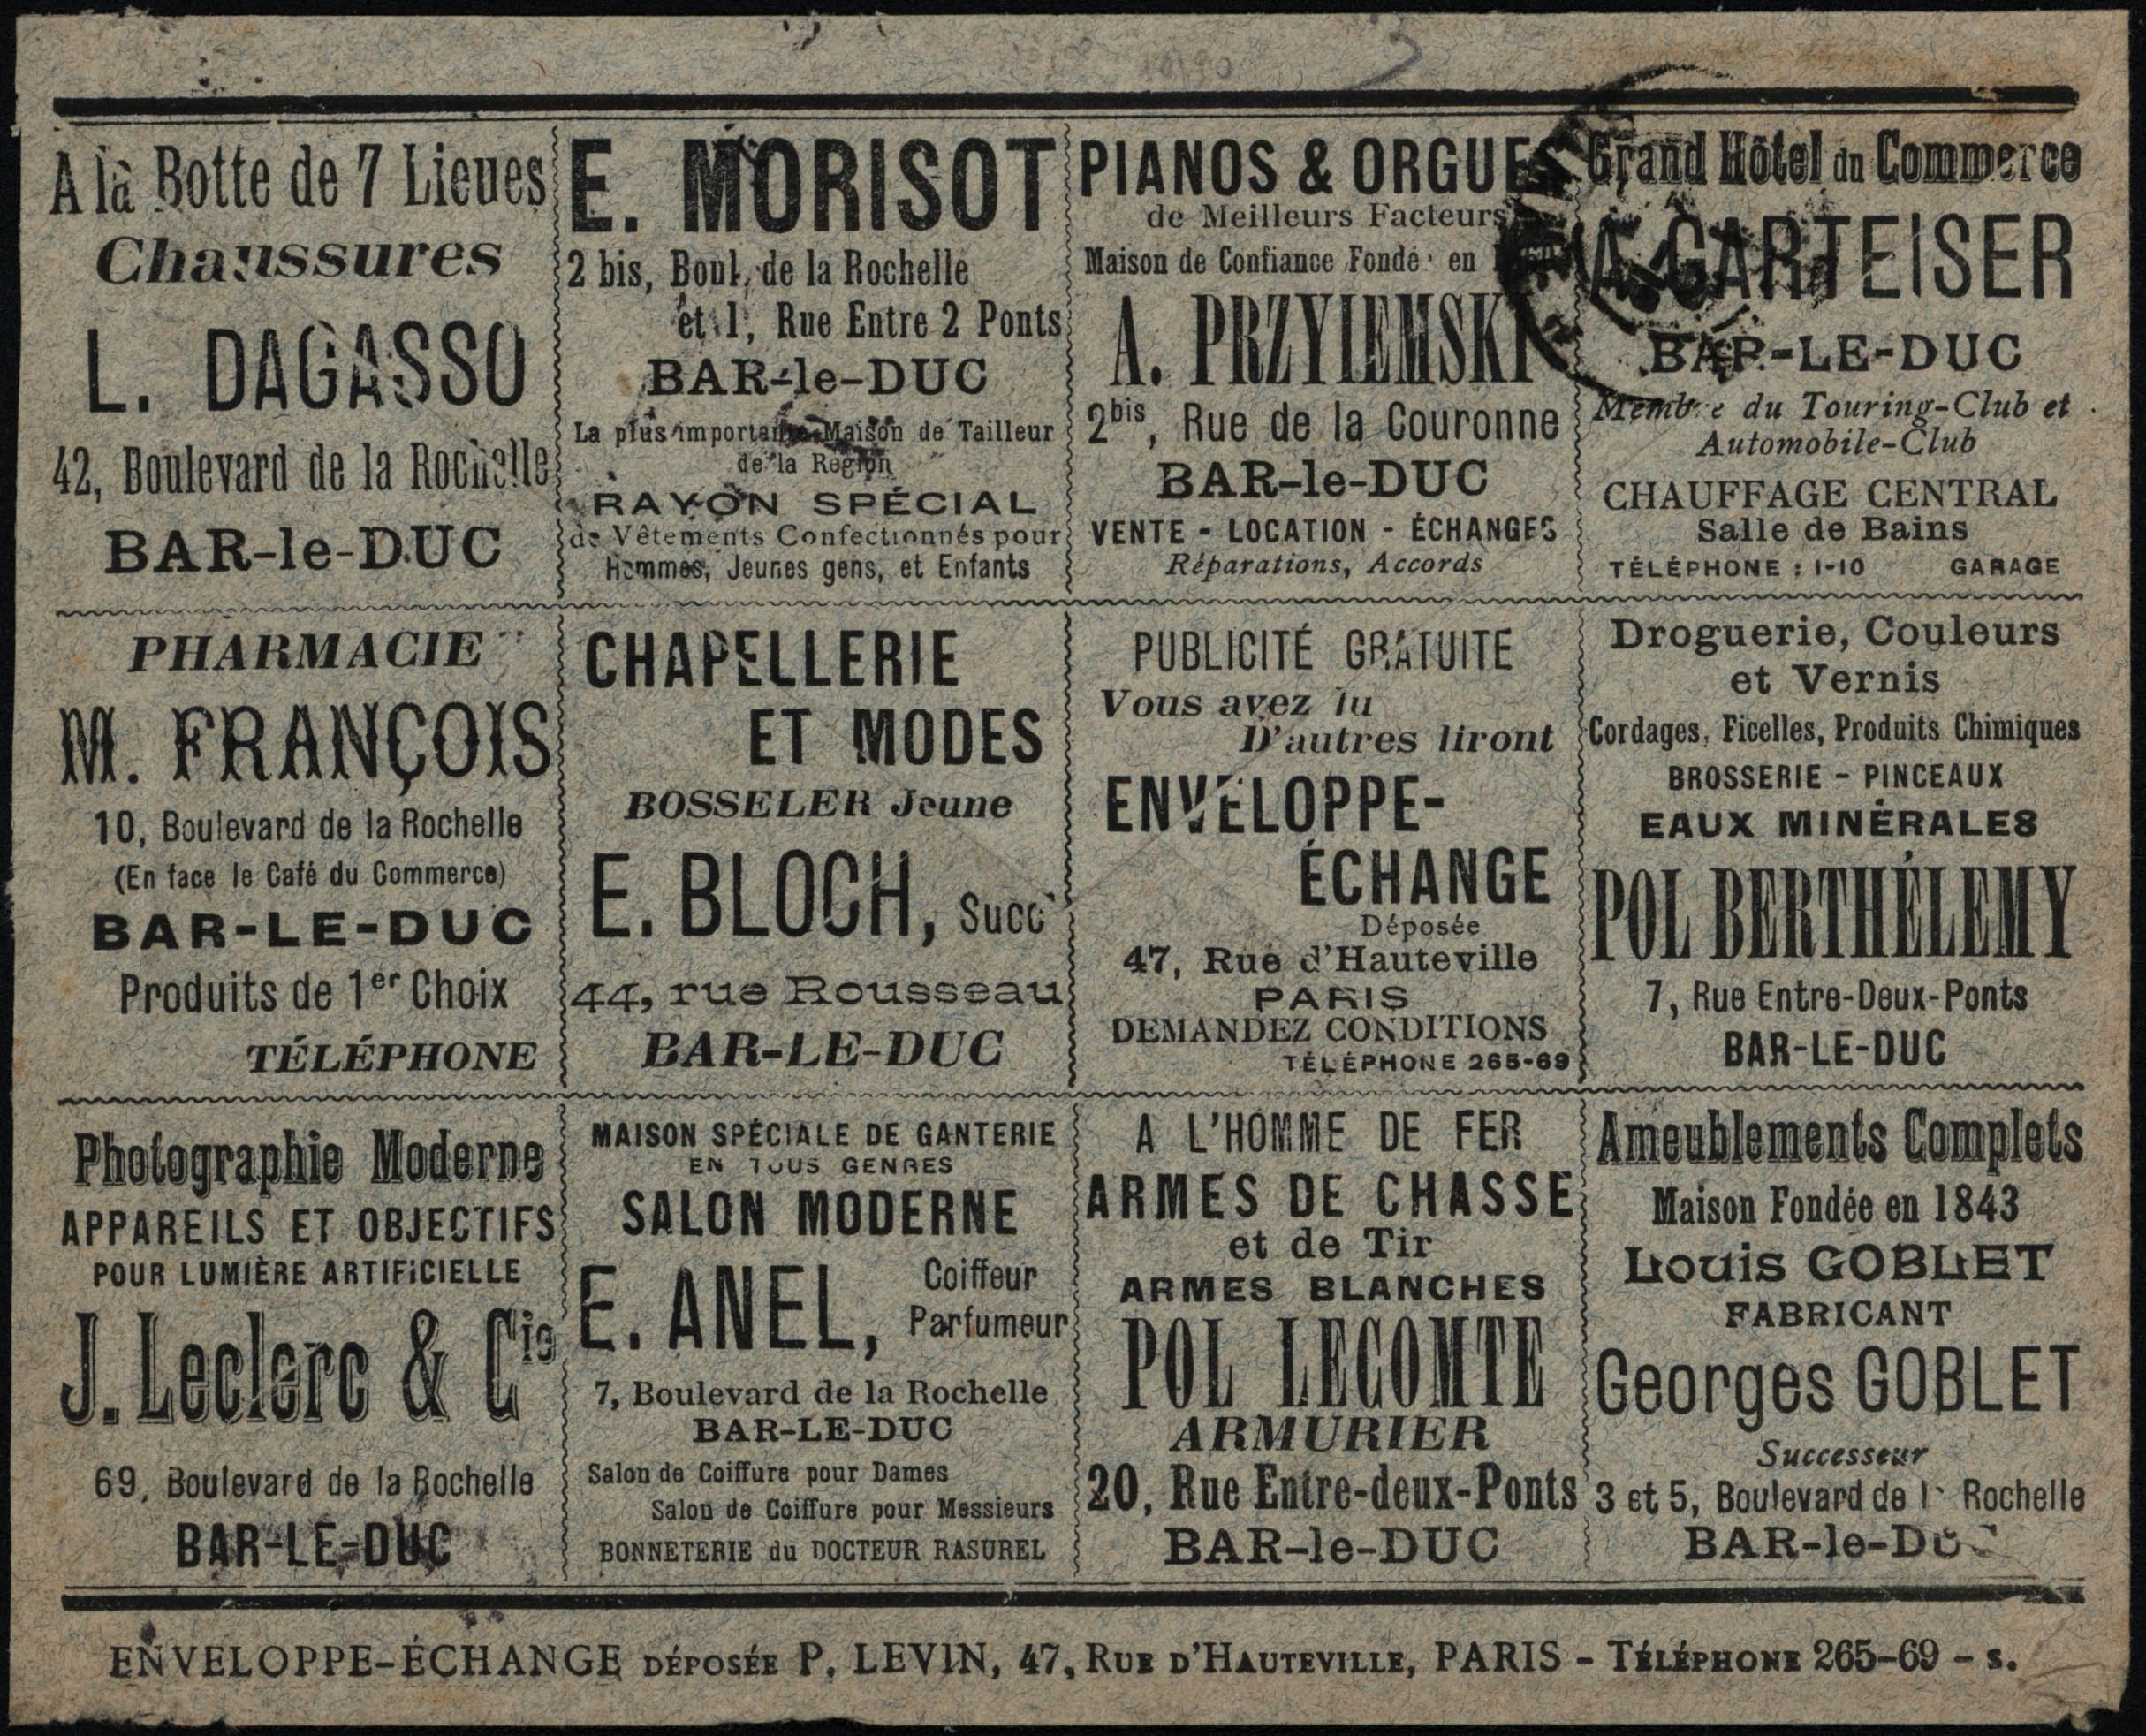 A la Botte de 7 Lieues
Chaussures
L. DAGASSO
42, Boulevard de la Rochelle
BAR-le-DUC
E. MORISOT
2 bis, Boul. de la Rochelle
et 1, Rue Entre 2 Ponts
BAR-le-DUC
La plus importante Maison de Tailleur
de la Région
RAYON SPÉCIAL
de Vêtements Confectionnés pour
Hommes, Jeunes gens, et Enfants
PIANOS & ORGUES
de Meilleurs Facteurs
Maison de Confiance Fondée en
A. PRZYIEMSKI
2bis, Rue de la Couronne
BAR-le-DUC
VENTE - LOCATION - ÉCHANGES
Réparations, Accords
Grand Hôtel du Commerce
A. GARTEISER
BAR-LE-DUC
Membre du Touring-Club et
Automobile-Club
CHAUFFAGE CENTRAL
Salle de Bains
TÉLÉPHONE : 1-10 GARAGE
PHARMACIE
M. FRANÇOIS
10, Boulevard de la Rochelle
(En face le Café du Commerce)
BAR-LE-DUC
Produits de 1er Choix
TÉLÉPHONE
CHAPELLERIE
ET MODES
BOSSELER Jeune
E. BLOCH, Succr
44, rue Rousseau
BAR-LE-DUC
PUBLICITÉ GRATUITE
Vous avez lu
D'autres liront
ENVELOPPE-
ÉCHANGE
Déposée
47, Rue d'Hauteville
PARIS
DEMANDEZ CONDITIONS
TÉLÉPHONE 265-69
Droguerie, Couleurs
et Vernis
Cordages, Ficelles, Produits Chimiques
BROSSERIE - PINCEAUX
EAUX MINÉRALES
POL BERTHÉLEMY
7, Rue Entre-Deux-Ponts
BAR-LE-DUC
Photographie Moderne
APPAREILS ET OBJECTIFS
POUR LUMIÈRE ARTIFICIELLE
J. Leclerc & Cie
69, Boulevard de la Rochelle
BAR-LE-DUC
MAISON SPÉCIALE DE GANTERIE
EN TOUS GENRES
SALON MODERNE
E. ANEL, Coiffeur
Parfumeur
7, Boulevard de la Rochelle
BAR-LE-DUC
Salon de Coiffure pour Dames
Salon de Coiffure pour Messieurs
BONNETERIE du DOCTEUR RASUREL
A L'HOMME DE FER
ARMES DE CHASSE
et de Tir
ARMES BLANCHES
POL LECOMTE
ARMURIER
20, Rue Entre-deux-Ponts
BAR-le-DUC
Ameublements Complets
Maison Fondée en 1843
Louis GOBLET
FABRICANT
Georges GOBLET
Successeur
3 et 5, Boulevard de la Rochelle
BAR-le-DUC
ENVELOPPE-ÉCHANGE DÉPOSÉE P. LEVIN, 47, RUE D'HAUTEVILLE, PARIS - TÉLÉPHONE 265-69 - S.